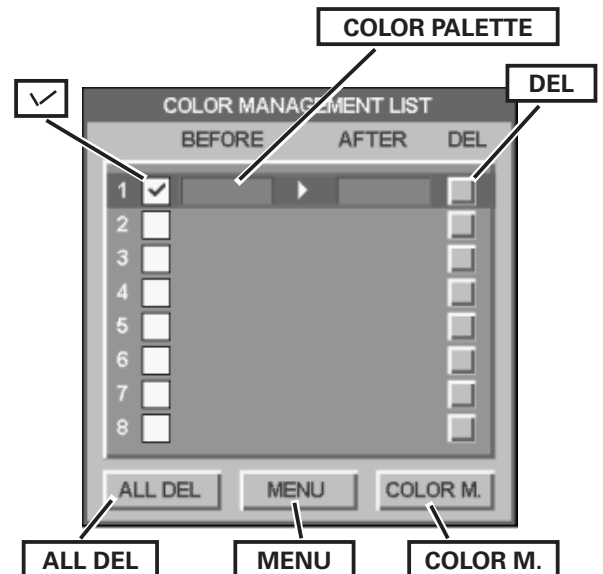 COLOR PALETTE
✓ DEL
COLOR MANAGEMENT LIST
BEFORE AFTER DEL
1 ✓
2
3
4
5
6
7
8
ALL DEL MENU COLOR M.
ALL DEL MENU COLOR M.